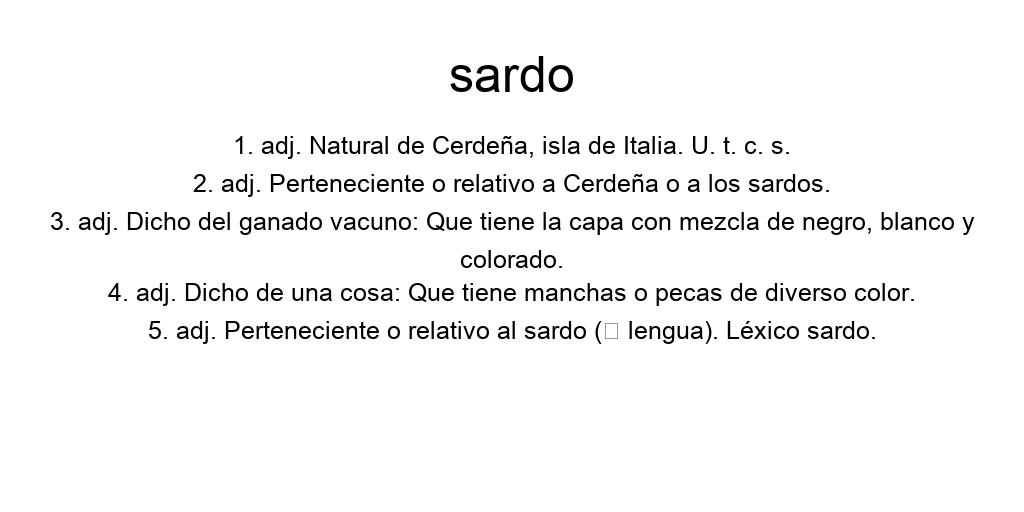 sardo
1. adj. Natural de Cerdeña, isla de Italia. U. t. c. s.
2. adj. Perteneciente o relativo a Cerdeña o a los sardos.
3. adj. Dicho del ganado vacuno: Que tiene la capa con mezcla de negro, blanco y
colorado.
4. adj. Dicho de una cosa: Que tiene manchas o pecas de diverso color.
5. adj. Perteneciente o relativo al sardo (□ lengua). Léxico sardo.